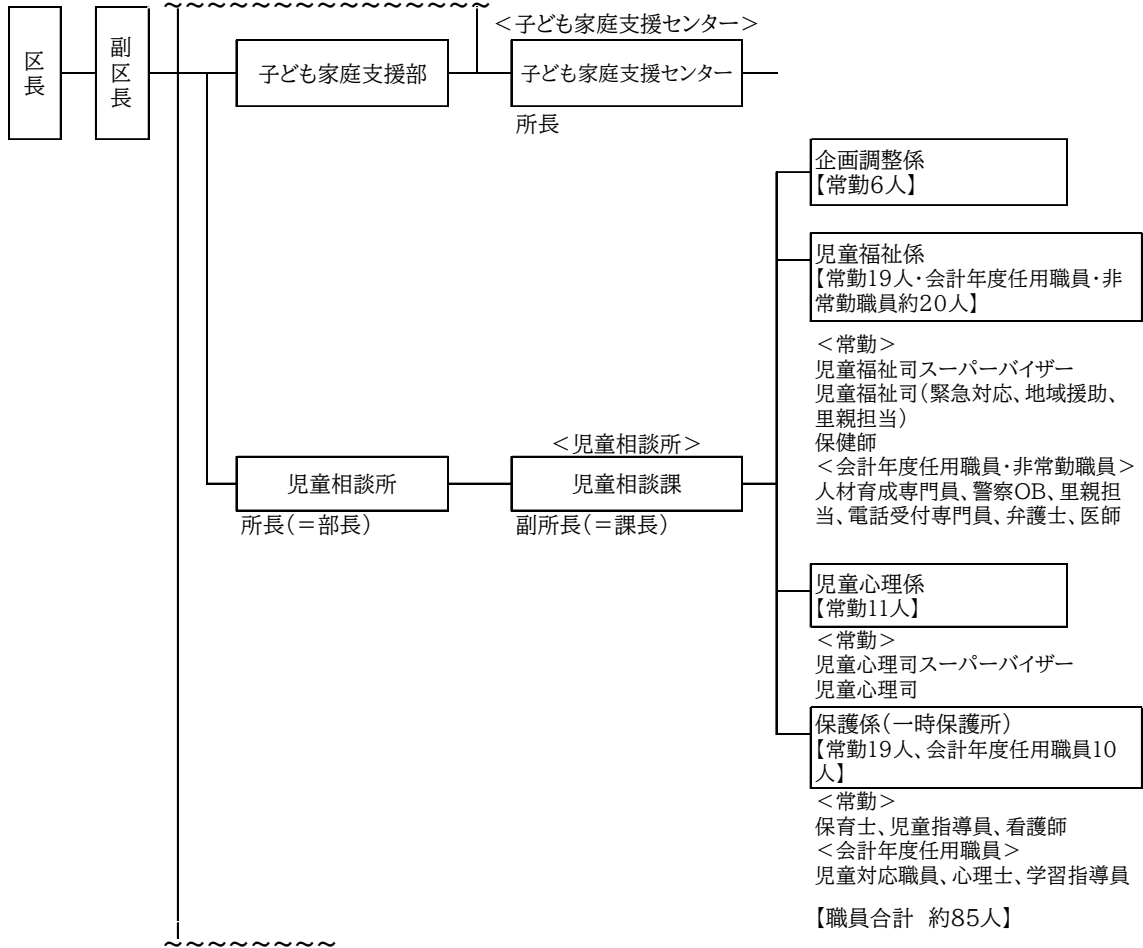 区長
副区長
子ども家庭支援部
＜子ども家庭支援センター＞
子ども家庭支援センター
所長
企画調整係
【常勤6人】
児童福祉係
【常勤19人・会計年度任用職員・非
常勤職員約20人】
＜常勤＞
児童福祉司スーパーバイザー
児童福祉司（緊急対応、地域援助、
里親担当）
保健師
＜会計年度任用職員・非常勤職員＞
人材育成専門員、警察OB、里親担
当、電話受付専門員、弁護士、医師
児童相談所
所長（＝部長）
＜児童相談所＞
児童相談課
副所長（＝課長）
児童心理係
【常勤11人】
＜常勤＞
児童心理司スーパーバイザー
児童心理司
保護係（一時保護所）
【常勤19人、会計年度任用職員10
人】
＜常勤＞
保育士、児童指導員、看護師
＜会計年度任用職員＞
児童対応職員、心理士、学習指導員
【職員合計　約85人】